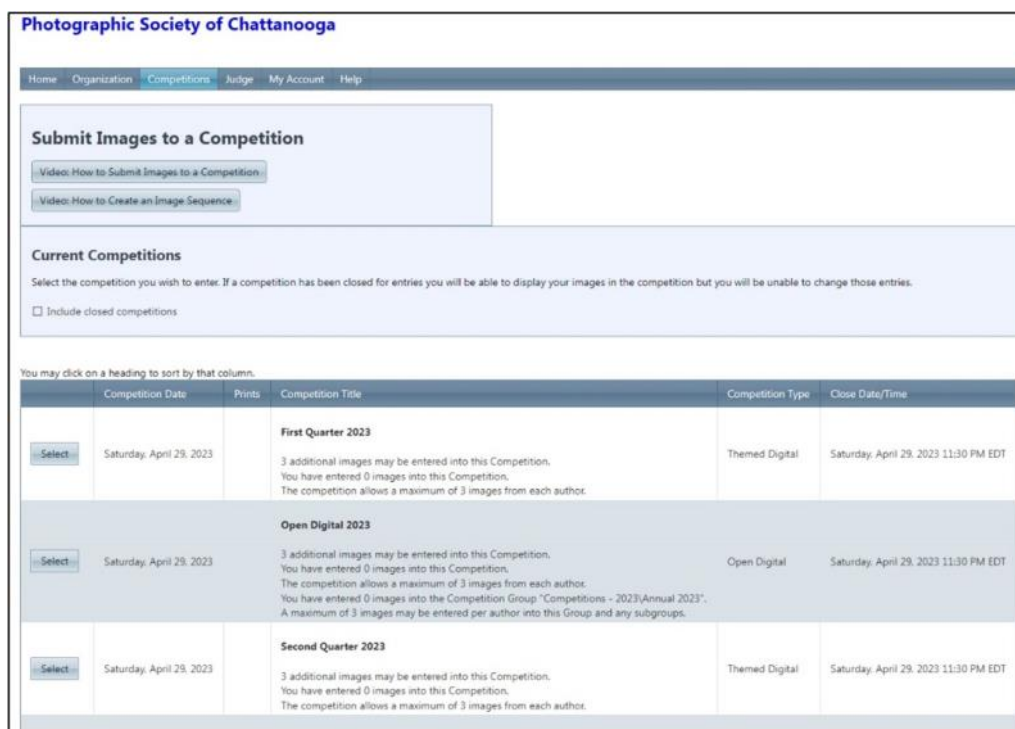 Photographic Society of Chattanooga
Home Organization Competitions Judge My Account Help
Submit Images to a Competition
Video: How to Submit Images to a Competition
Video: How to Create an Image Sequence
Current Competitions
Select the competition you wish to enter. If a competition has been closed for entries you will be able to display your images in the competition but you will be unable to change those entries.
Include closed competitions
You may click on a heading to sort by that column.
Competition Date Prints Competition Title Competition Type Close Date/Time
First Quarter 2023
Select Saturday, April 29, 2023 Themed Digital Saturday, April 29, 2023 11:30 PM EDT
3 additional images may be entered into this Competition.
You have entered 0 images into this Competition.
The competition allows a maximum of 3 images from each author.
Open Digital 2023
3 additional images may be entered into this Competition.
Select Saturday, April 29, 2023 Open Digital Saturday, April 29, 2023 11:30 PM EDT
You have entered 0 images into this Competition.
The competition allows a maximum of 3 images from each author.
You have entered 0 images into the Competition Group "Competitions - 2023\Annual 2023".
A maximum of 3 images may be entered per author into this Group and any subgroups.
Second Quarter 2023
Select Saturday, April 29, 2023 Themed Digital Saturday, April 29, 2023 11:30 PM EDT
3 additional images may be entered into this Competition.
You have entered 0 images into this Competition.
The competition allows a maximum of 3 images from each author.